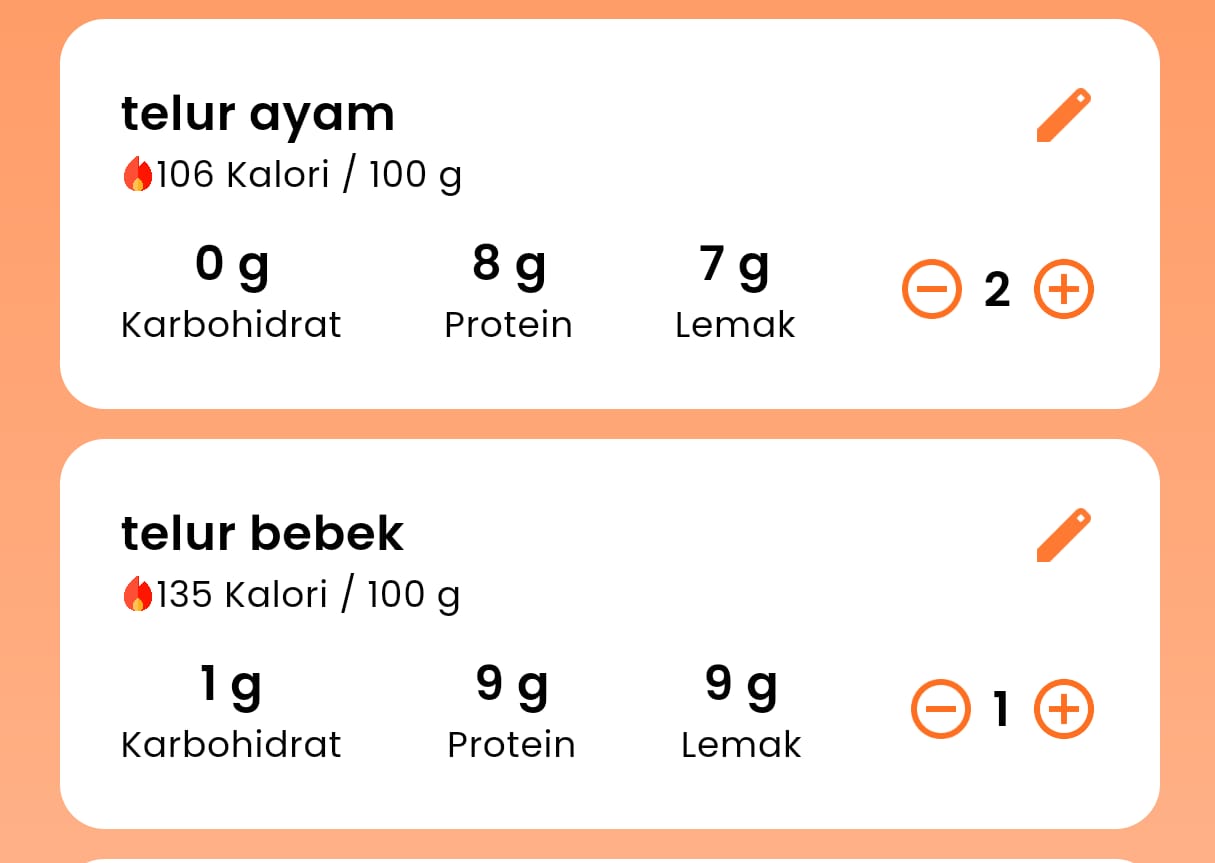 telur ayam
106 Kalori / 100 g
0 g 8 g 7 g
Karbohidrat Protein Lemak
2
telur bebek
135 Kalori / 100 g
1 g 9 g 9 g
Karbohidrat Protein Lemak
1